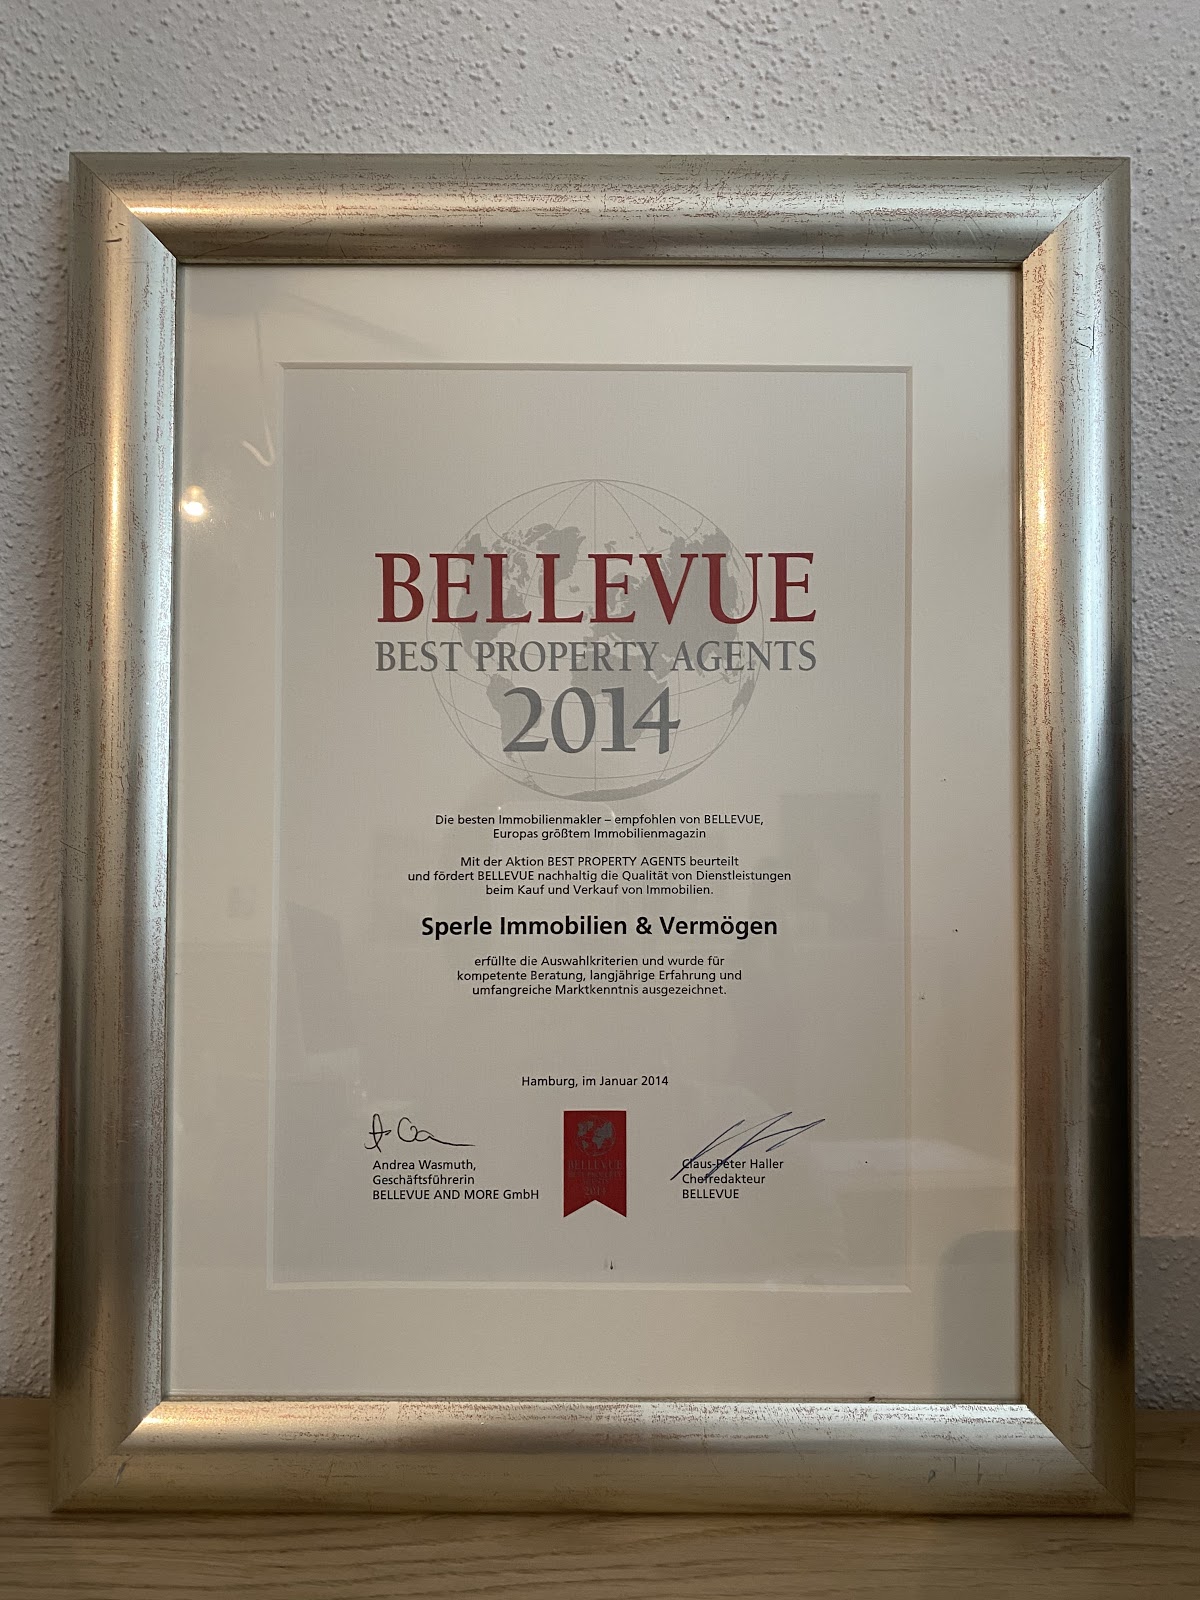 BELLEVUE
BEST PROPERTY AGENTS
2014
Die besten Immobilienmakler – empfohlen von BELLEVUE,
Europas größtem Immobilienmagazin
Mit der Aktion BEST PROPERTY AGENTS beurteilt
und fördert BELLEVUE nachhaltig die Qualität von Dienstleistungen
beim Kauf und Verkauf von Immobilien.
Sperle Immobilien & Vermögen
erfüllte die Auswahlkriterien und wurde für
kompetente Beratung, langjährige Erfahrung und
umfangreiche Marktkenntnis ausgezeichnet.
Hamburg, im Januar 2014
Andrea Wasmuth,
Geschäftsführerin
BELLEVUE AND MORE GmbH
BELLEVUE
2014
Claus-Peter Haller
Chefredakteur
BELLEVUE